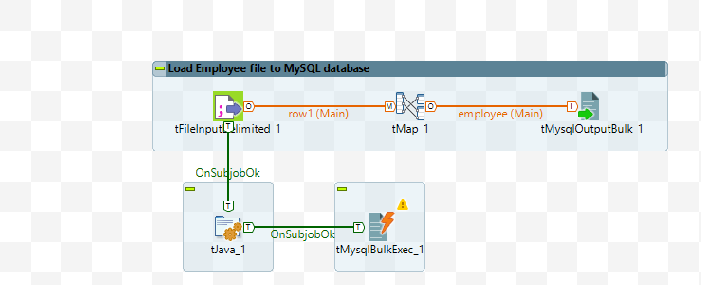 Load Employee file to MySQL database
O
row1 (Main)
M
O
employee (Main)
I
T
tFileInputDelimited_1
tMap_1
tMysqlOutputBulk_1
OnSubjobOk
T
T
OnSubjobOk
T
tJava_1
tMysqlBulkExec_1